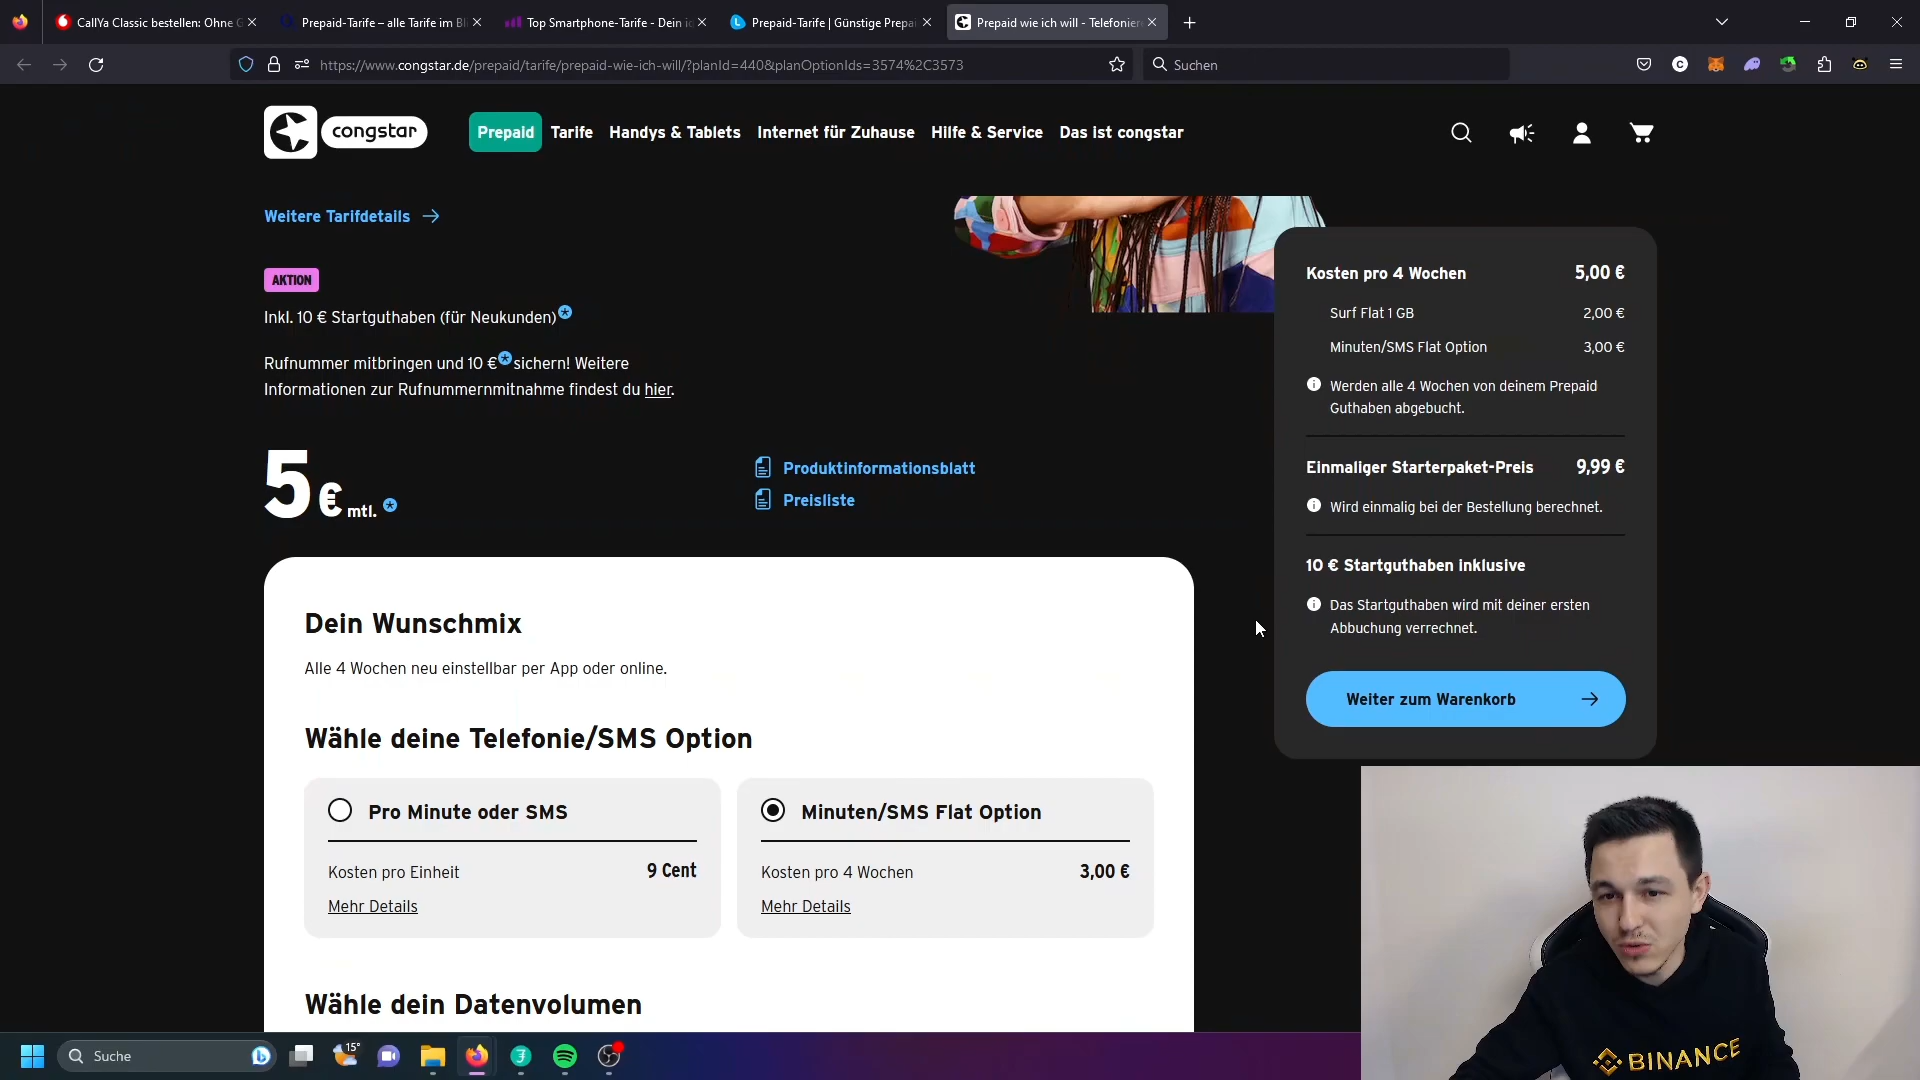 CallYa Classic bestellen: Ohne G
Prepaid-Tarife – alle Tarife im Bl
Top Smartphone-Tarife - Dein
Prepaid-Tarife | Günstige Prepai
Prepaid wie ich will - Telefonier
https://www.congstar.de/prepaid/tarife/prepaid-wie-ich-will/?planId=440&planOptionIds=3574%2C3573
Suchen
congstar
Prepaid
Tarife
Handys & Tablets
Internet für Zuhause
Hilfe & Service
Das ist congstar
Weitere Tarifdetails
AKTION
Inkl. 10 € Startguthaben (für Neukunden)
Rufnummer mitbringen und 10 € sichern! Weitere
Informationen zur Rufnummernmitnahme findest du hier.
5 € mtl.
Produktinformationsblatt
Preisliste
Kosten pro 4 Wochen 5,00 €
Surf Flat 1 GB 2,00 €
Minuten/SMS Flat Option 3,00 €
Werden alle 4 Wochen von deinem Prepaid
Guthaben abgebucht.
Einmaliger Starterpaket-Preis 9,99 €
Wird einmalig bei der Bestellung berechnet.
10 € Startguthaben inklusive
Das Startguthaben wird mit deiner ersten
Abbuchung verrechnet.
Weiter zum Warenkorb
Dein Wunschmix
Alle 4 Wochen neu einstellbar per App oder online.
Wähle deine Telefonie/SMS Option
Pro Minute oder SMS
Kosten pro Einheit 9 Cent
Mehr Details
Minuten/SMS Flat Option
Kosten pro 4 Wochen 3,00 €
Mehr Details
Wähle dein Datenvolumen
BINANCE
Suche
15°